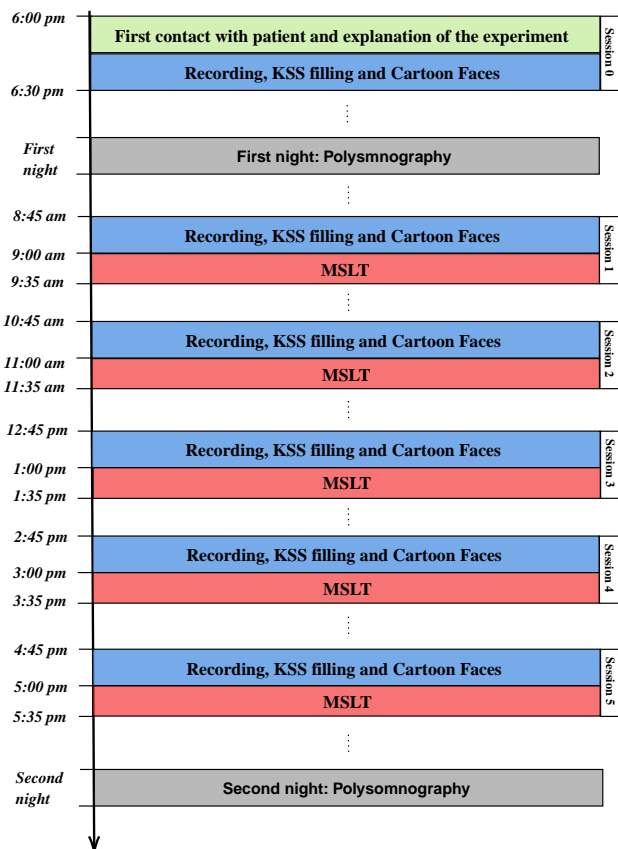 6:00 pm
First contact with patient and explanation of the experiment
Session 0
Recording, KSS filling and Cartoon Faces
6:30 pm
First
night
First night: Polysmnography
8:45 am
Recording, KSS filling and Cartoon Faces
Session 1
9:00 am
MSLT
9:35 am
10:45 am
Recording, KSS filling and Cartoon Faces
Session 2
11:00 am
MSLT
11:35 am
12:45 pm
Recording, KSS filling and Cartoon Faces
Session 3
1:00 pm
MSLT
1:35 pm
2:45 pm
Recording, KSS filling and Cartoon Faces
Session 4
3:00 pm
MSLT
3:35 pm
4:45 pm
Recording, KSS filling and Cartoon Faces
Session 5
5:00 pm
MSLT
5:35 pm
Second
night
Second night: Polysomnography